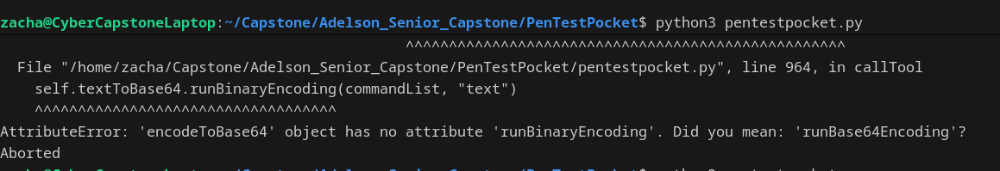 zacha@CyberCapstoneLaptop:~/Capstone/Adelson_Senior_Capstone/PenTestPocket$ python3 pentestpocket.py
^^^^^^^^^^^^^^^^^^^^^^^^^^^^^^^^^^^^^^^^^^^^^^^^^^^
File "/home/zacha/Capstone/Adelson_Senior_Capstone/PenTestPocket/pentestpocket.py", line 964, in callTool
self.textToBase64.runBinaryEncoding(commandList, "text")
^^^^^^^^^^^^^^^^^^^^^^^^^^^^^^^^^^^
AttributeError: 'encodeToBase64' object has no attribute 'runBinaryEncoding'. Did you mean: 'runBase64Encoding'?
Aborted